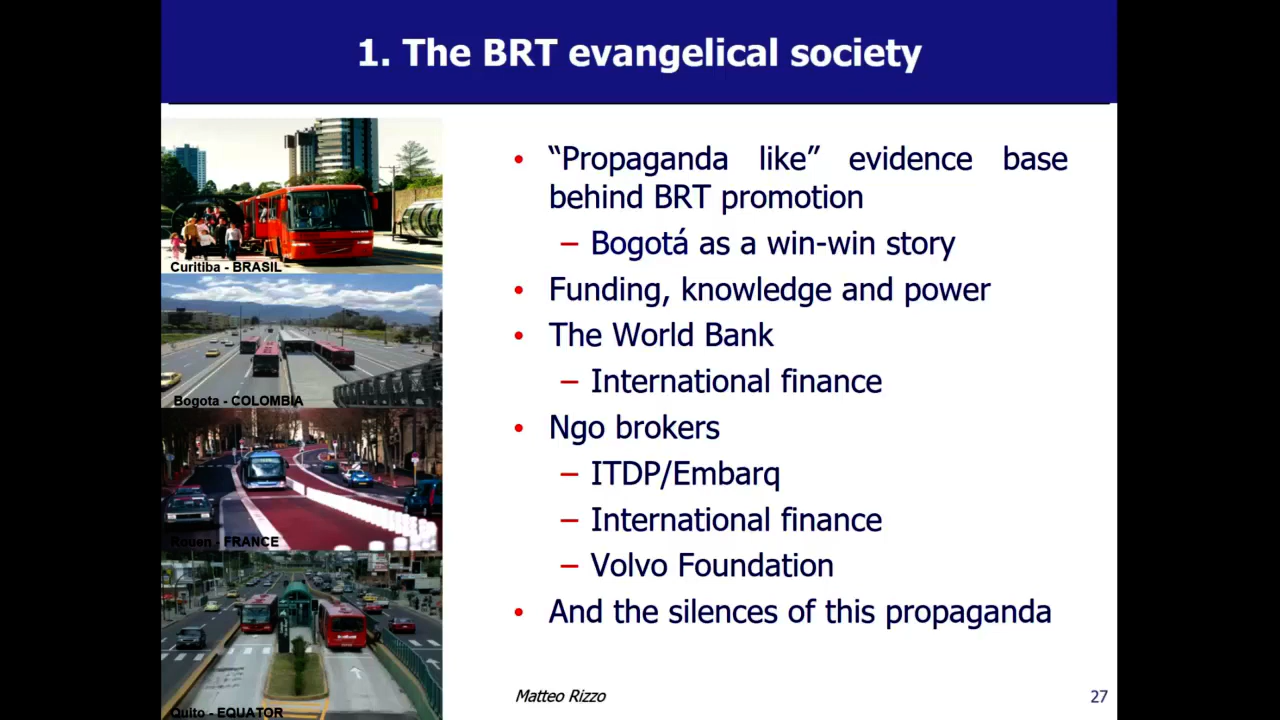 1. The BRT evangelical society
Curitiba - BRASIL
Bogota - COLOMBIA
Rouen - FRANCE
Quito - EQUATOR
• “Propaganda like” evidence base
behind BRT promotion
– Bogotá as a win-win story
• Funding, knowledge and power
• The World Bank
– International finance
• Ngo brokers
– ITDP/Embarq
– International finance
– Volvo Foundation
• And the silences of this propaganda
Matteo Rizzo
27